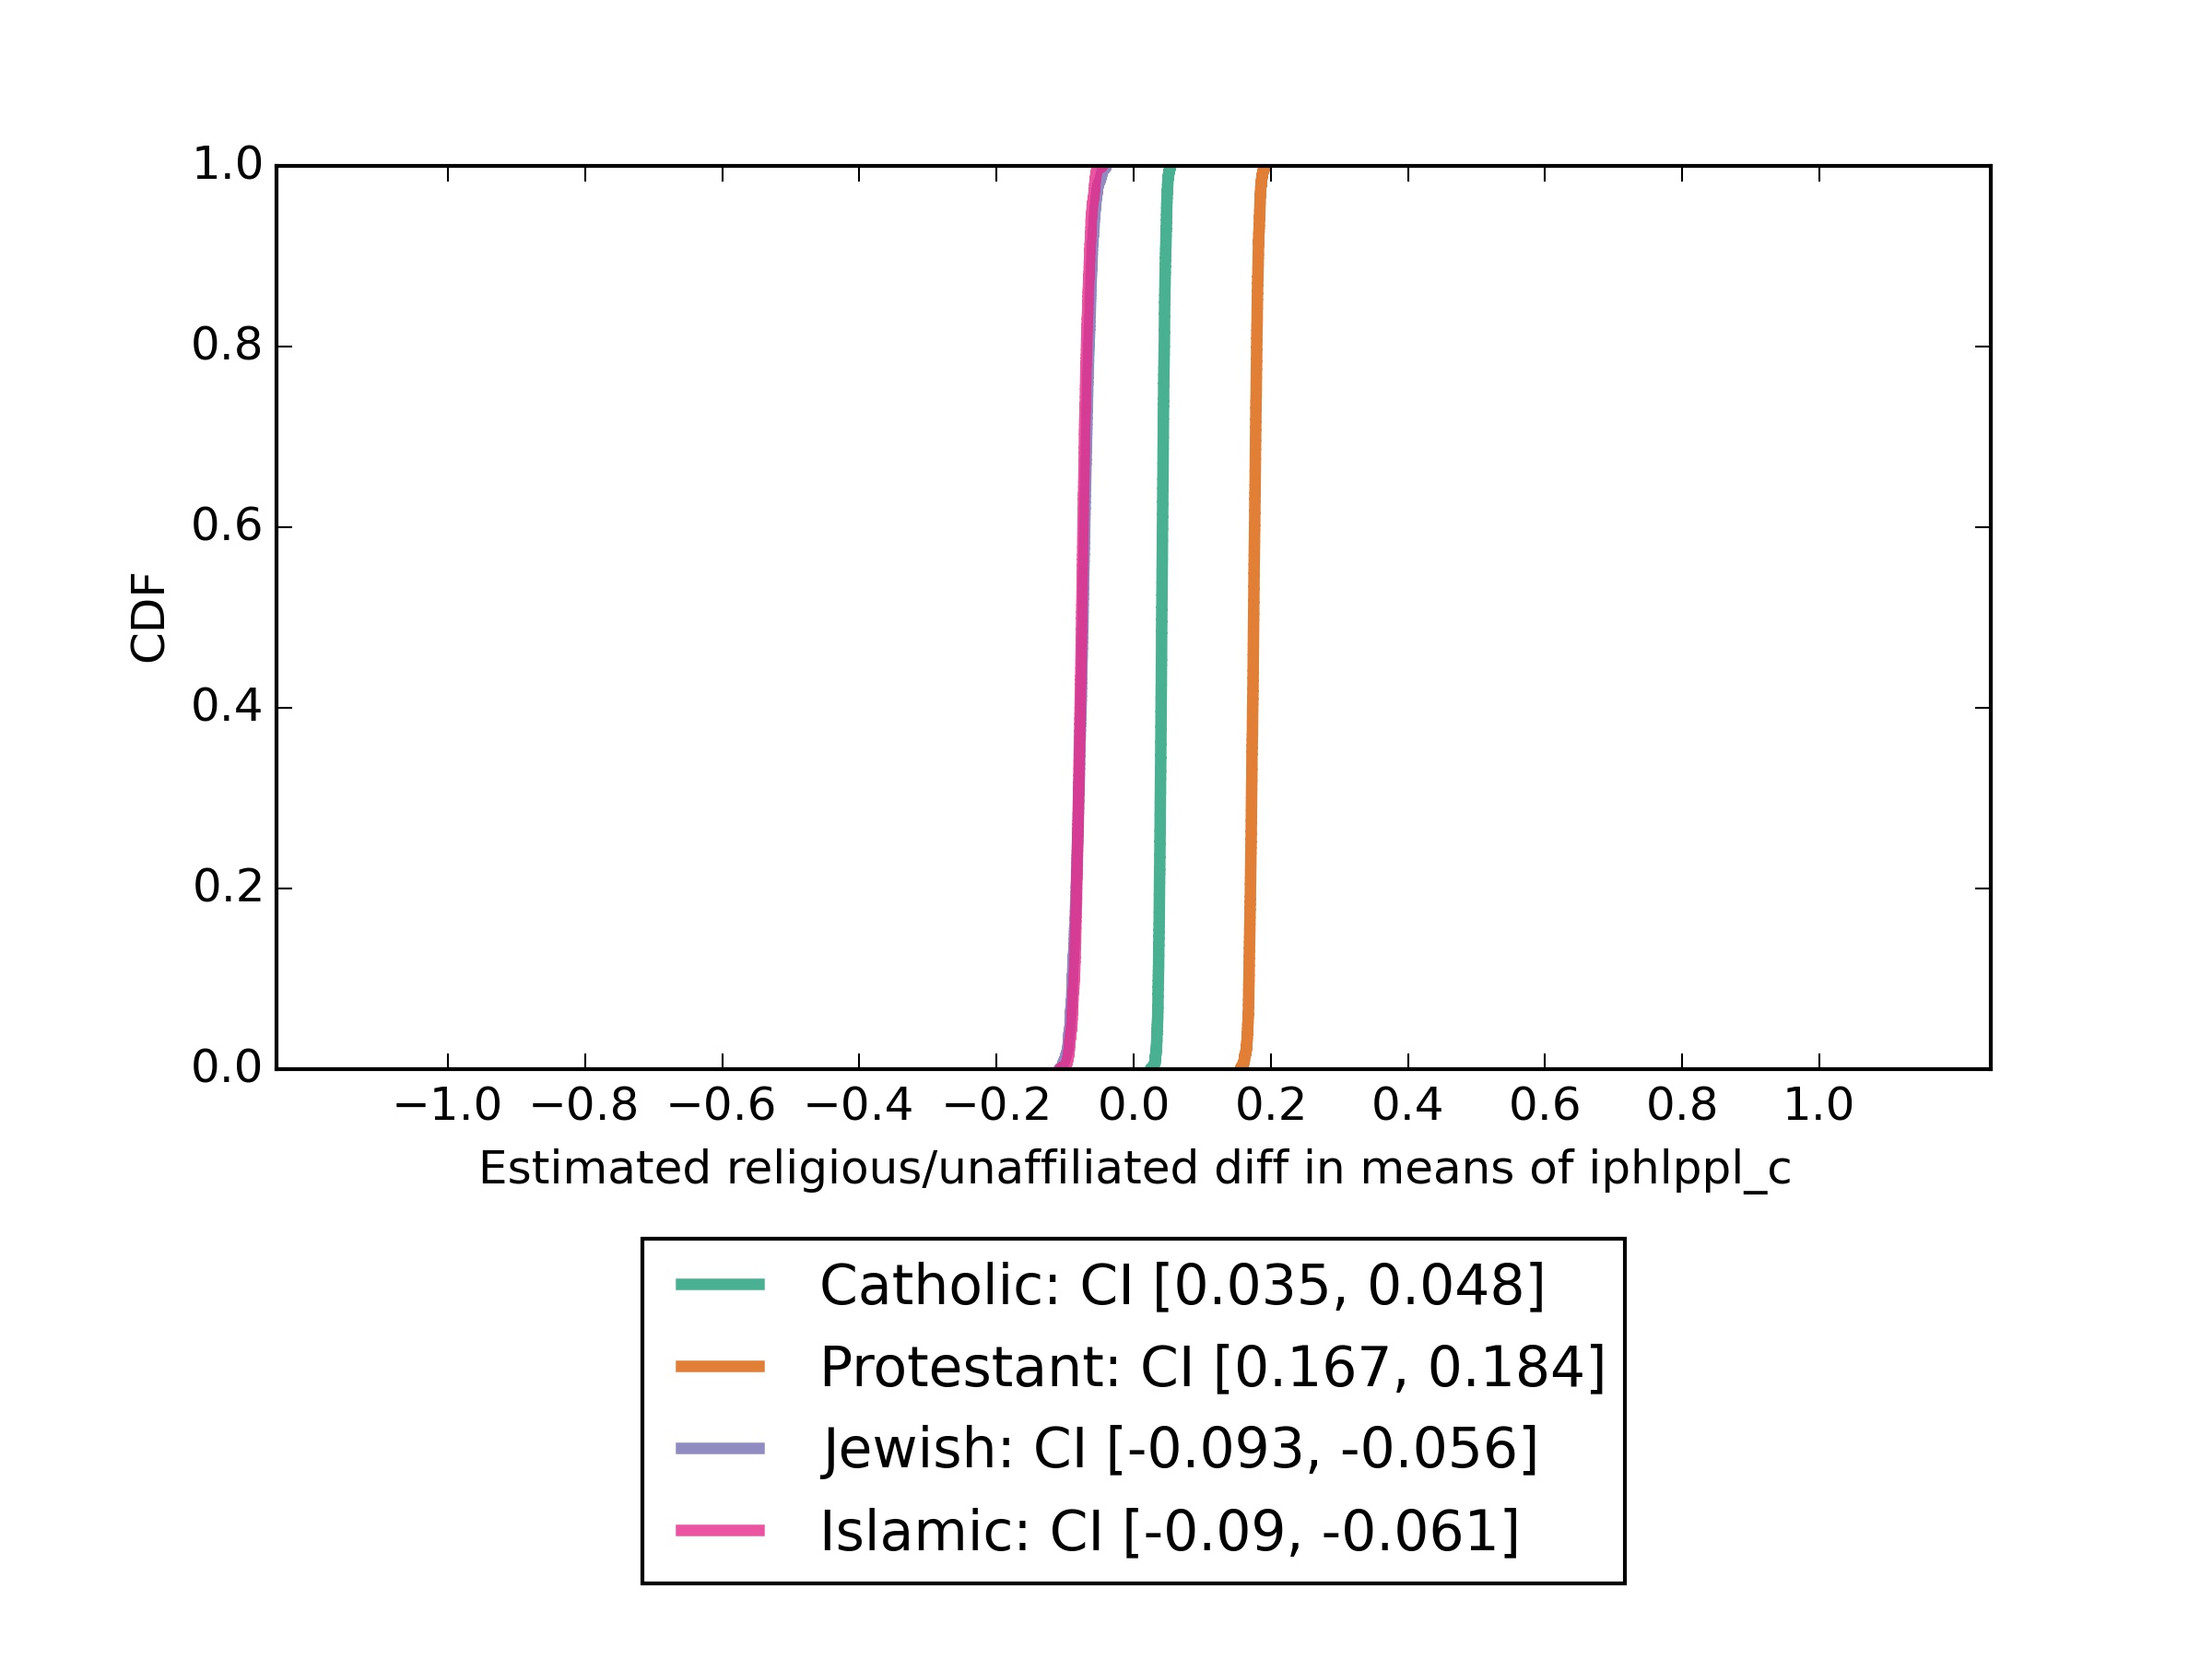 1.0
0.8
0.6
0.4
0.2
0.0
CDF
−1.0 −0.8 −0.6 −0.4 −0.2 0.0 0.2 0.4 0.6 0.8 1.0
Estimated religious/unaffiliated diff in means of iphlppl_c
Catholic: CI [0.035, 0.048]
Protestant: CI [0.167, 0.184]
Jewish: CI [-0.093, -0.056]
Islamic: CI [-0.09, -0.061]